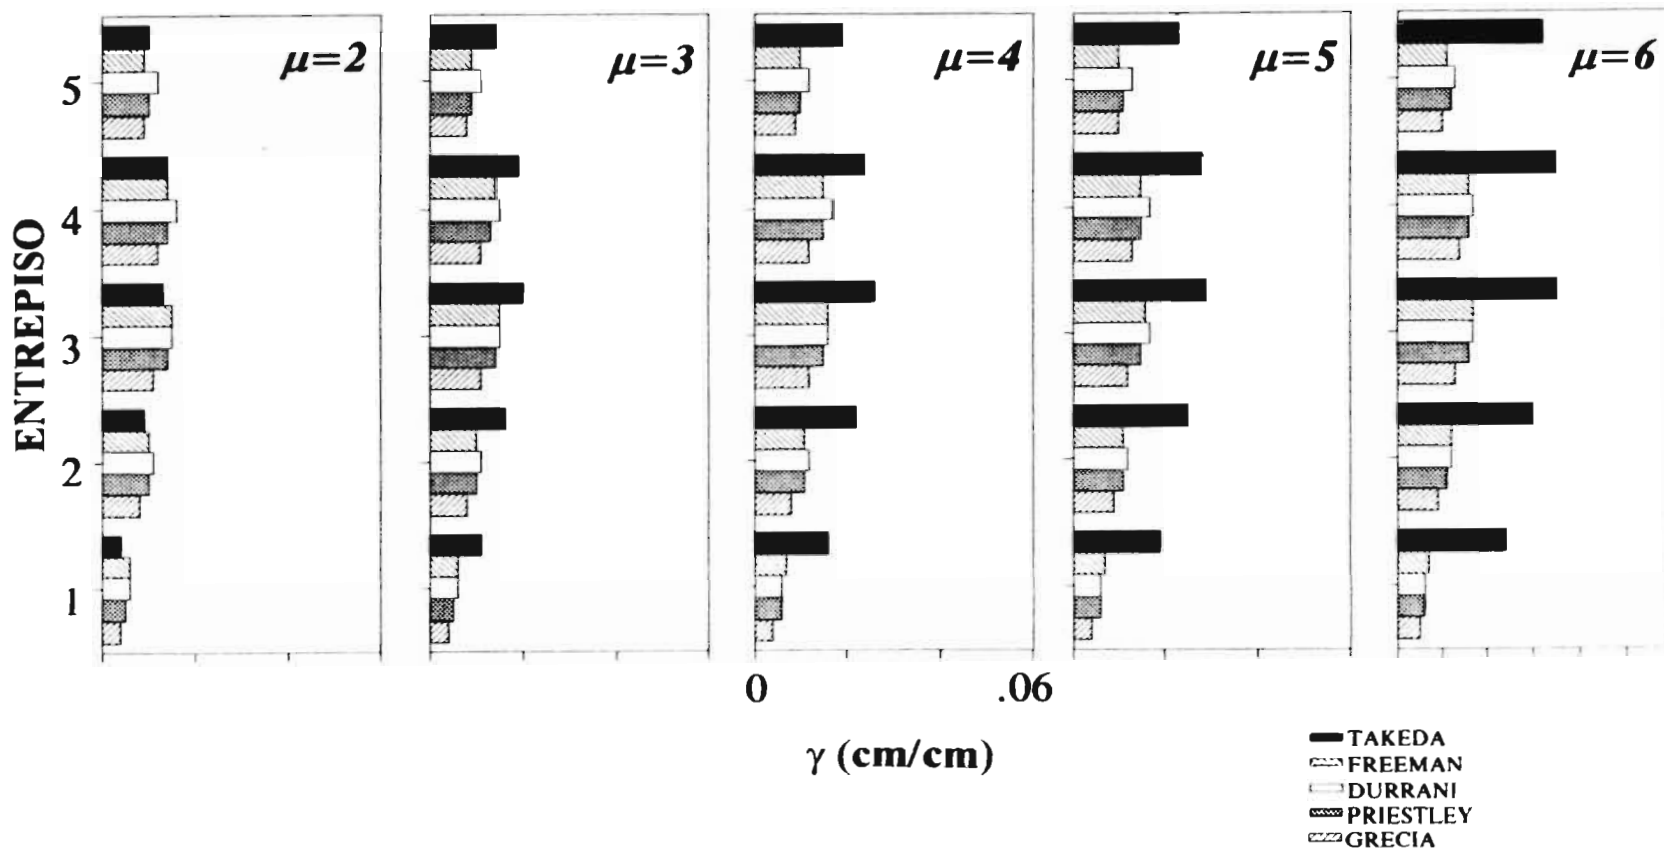 μ=2
μ=3
μ=4
μ=5
μ=6
ENTREPISO
5
4
3
2
1
0
.06
γ (cm/cm)
TAKEDA
FREEMAN
DURRANI
PRIESTLEY
GRECIA